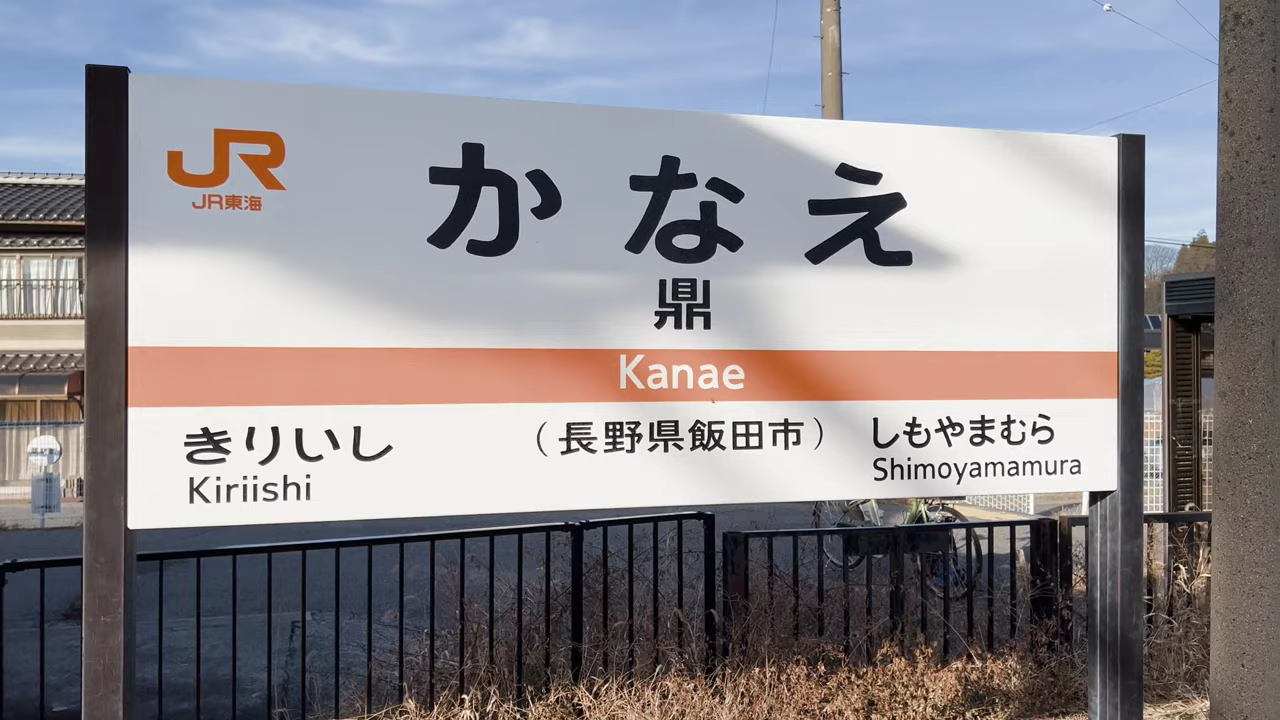 JR
JR東海
かなえ
鼎
Kanae
きりいし
Kiriishi
（長野県飯田市）
しもやまむら
Shimoyamamura